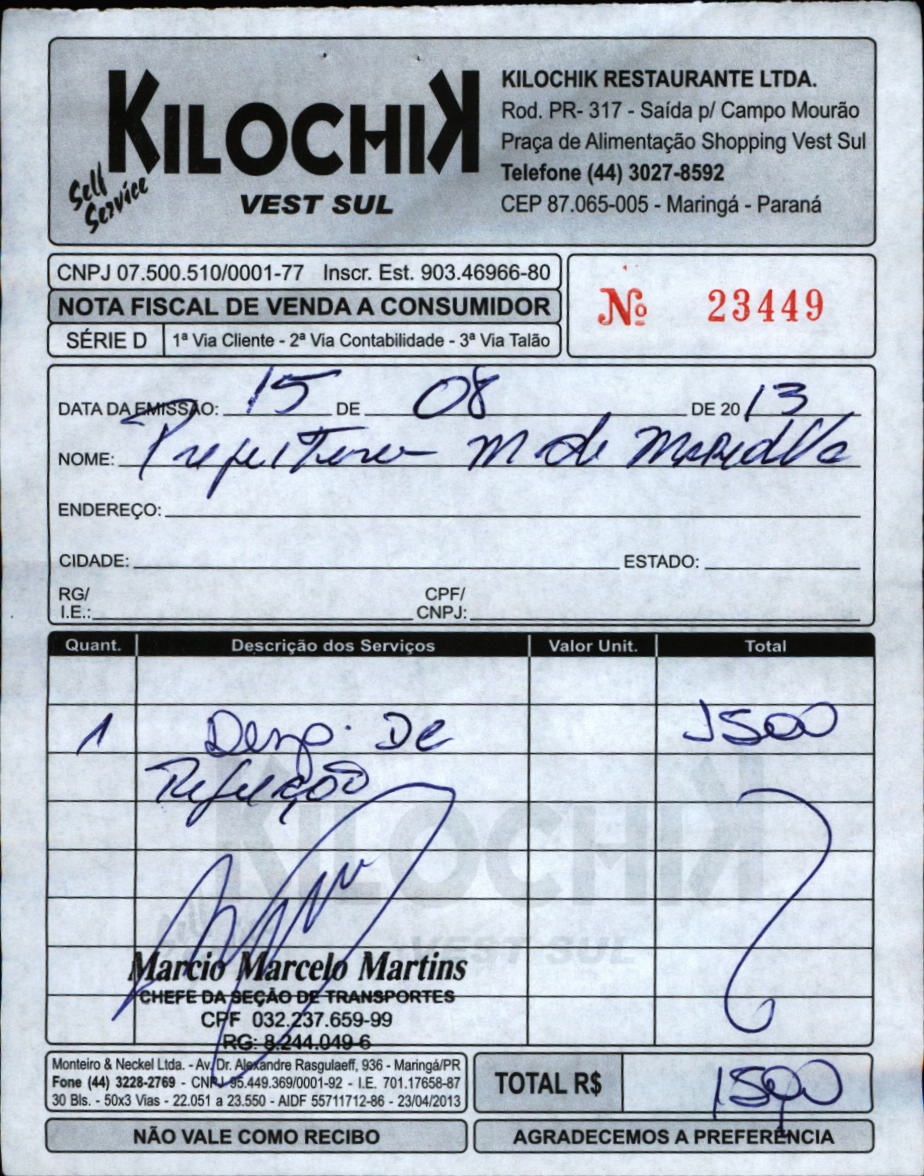 KILOCHIK
Self Service
VEST SUL
KILOCHIK RESTAURANTE LTDA.
Rod. PR- 317 - Saída p/ Campo Mourão
Praça de Alimentação Shopping Vest Sul
Telefone (44) 3027-8592
CEP 87.065-005 - Maringá - Paraná
CNPJ 07.500.510/0001-77 Inscr. Est. 903.46966-80
NOTA FISCAL DE VENDA A CONSUMIDOR
SÉRIE D 1ª Via Cliente - 2ª Via Contabilidade - 3ª Via Talão
Nº 23449
DATA DA EMISSÃO: 15 DE 08 DE 2013
NOME: Prefeitura M de
ENDEREÇO:
CIDADE: ESTADO:
RG/ I.E.: CPF/ CNPJ:
Quant. Descrição dos Serviços Valor Unit. Total
1 Desp. De 1500
Refeição
KILOCHIK
Self Service
VEST SUL
Marcio Marcelo Martins
CHEFE DA SEÇÃO DE TRANSPORTES
CPF 032.237.659-99
RG: 8.244.049-6
Monteiro & Neckel Ltda. - Av. Dr. Alexandre Rasgulaeff, 936 - Maringá/PR
Fone (44) 3228-2769 - CNPJ 95.449.369/0001-92 - I.E. 701.17658-87
30 Bls. - 50x3 Vias - 22.051 a 23.550 - AIDF 55711712-86 - 23/04/2013
TOTAL R$ 1500
NÃO VALE COMO RECIBO
AGRADECEMOS A PREFERÊNCIA